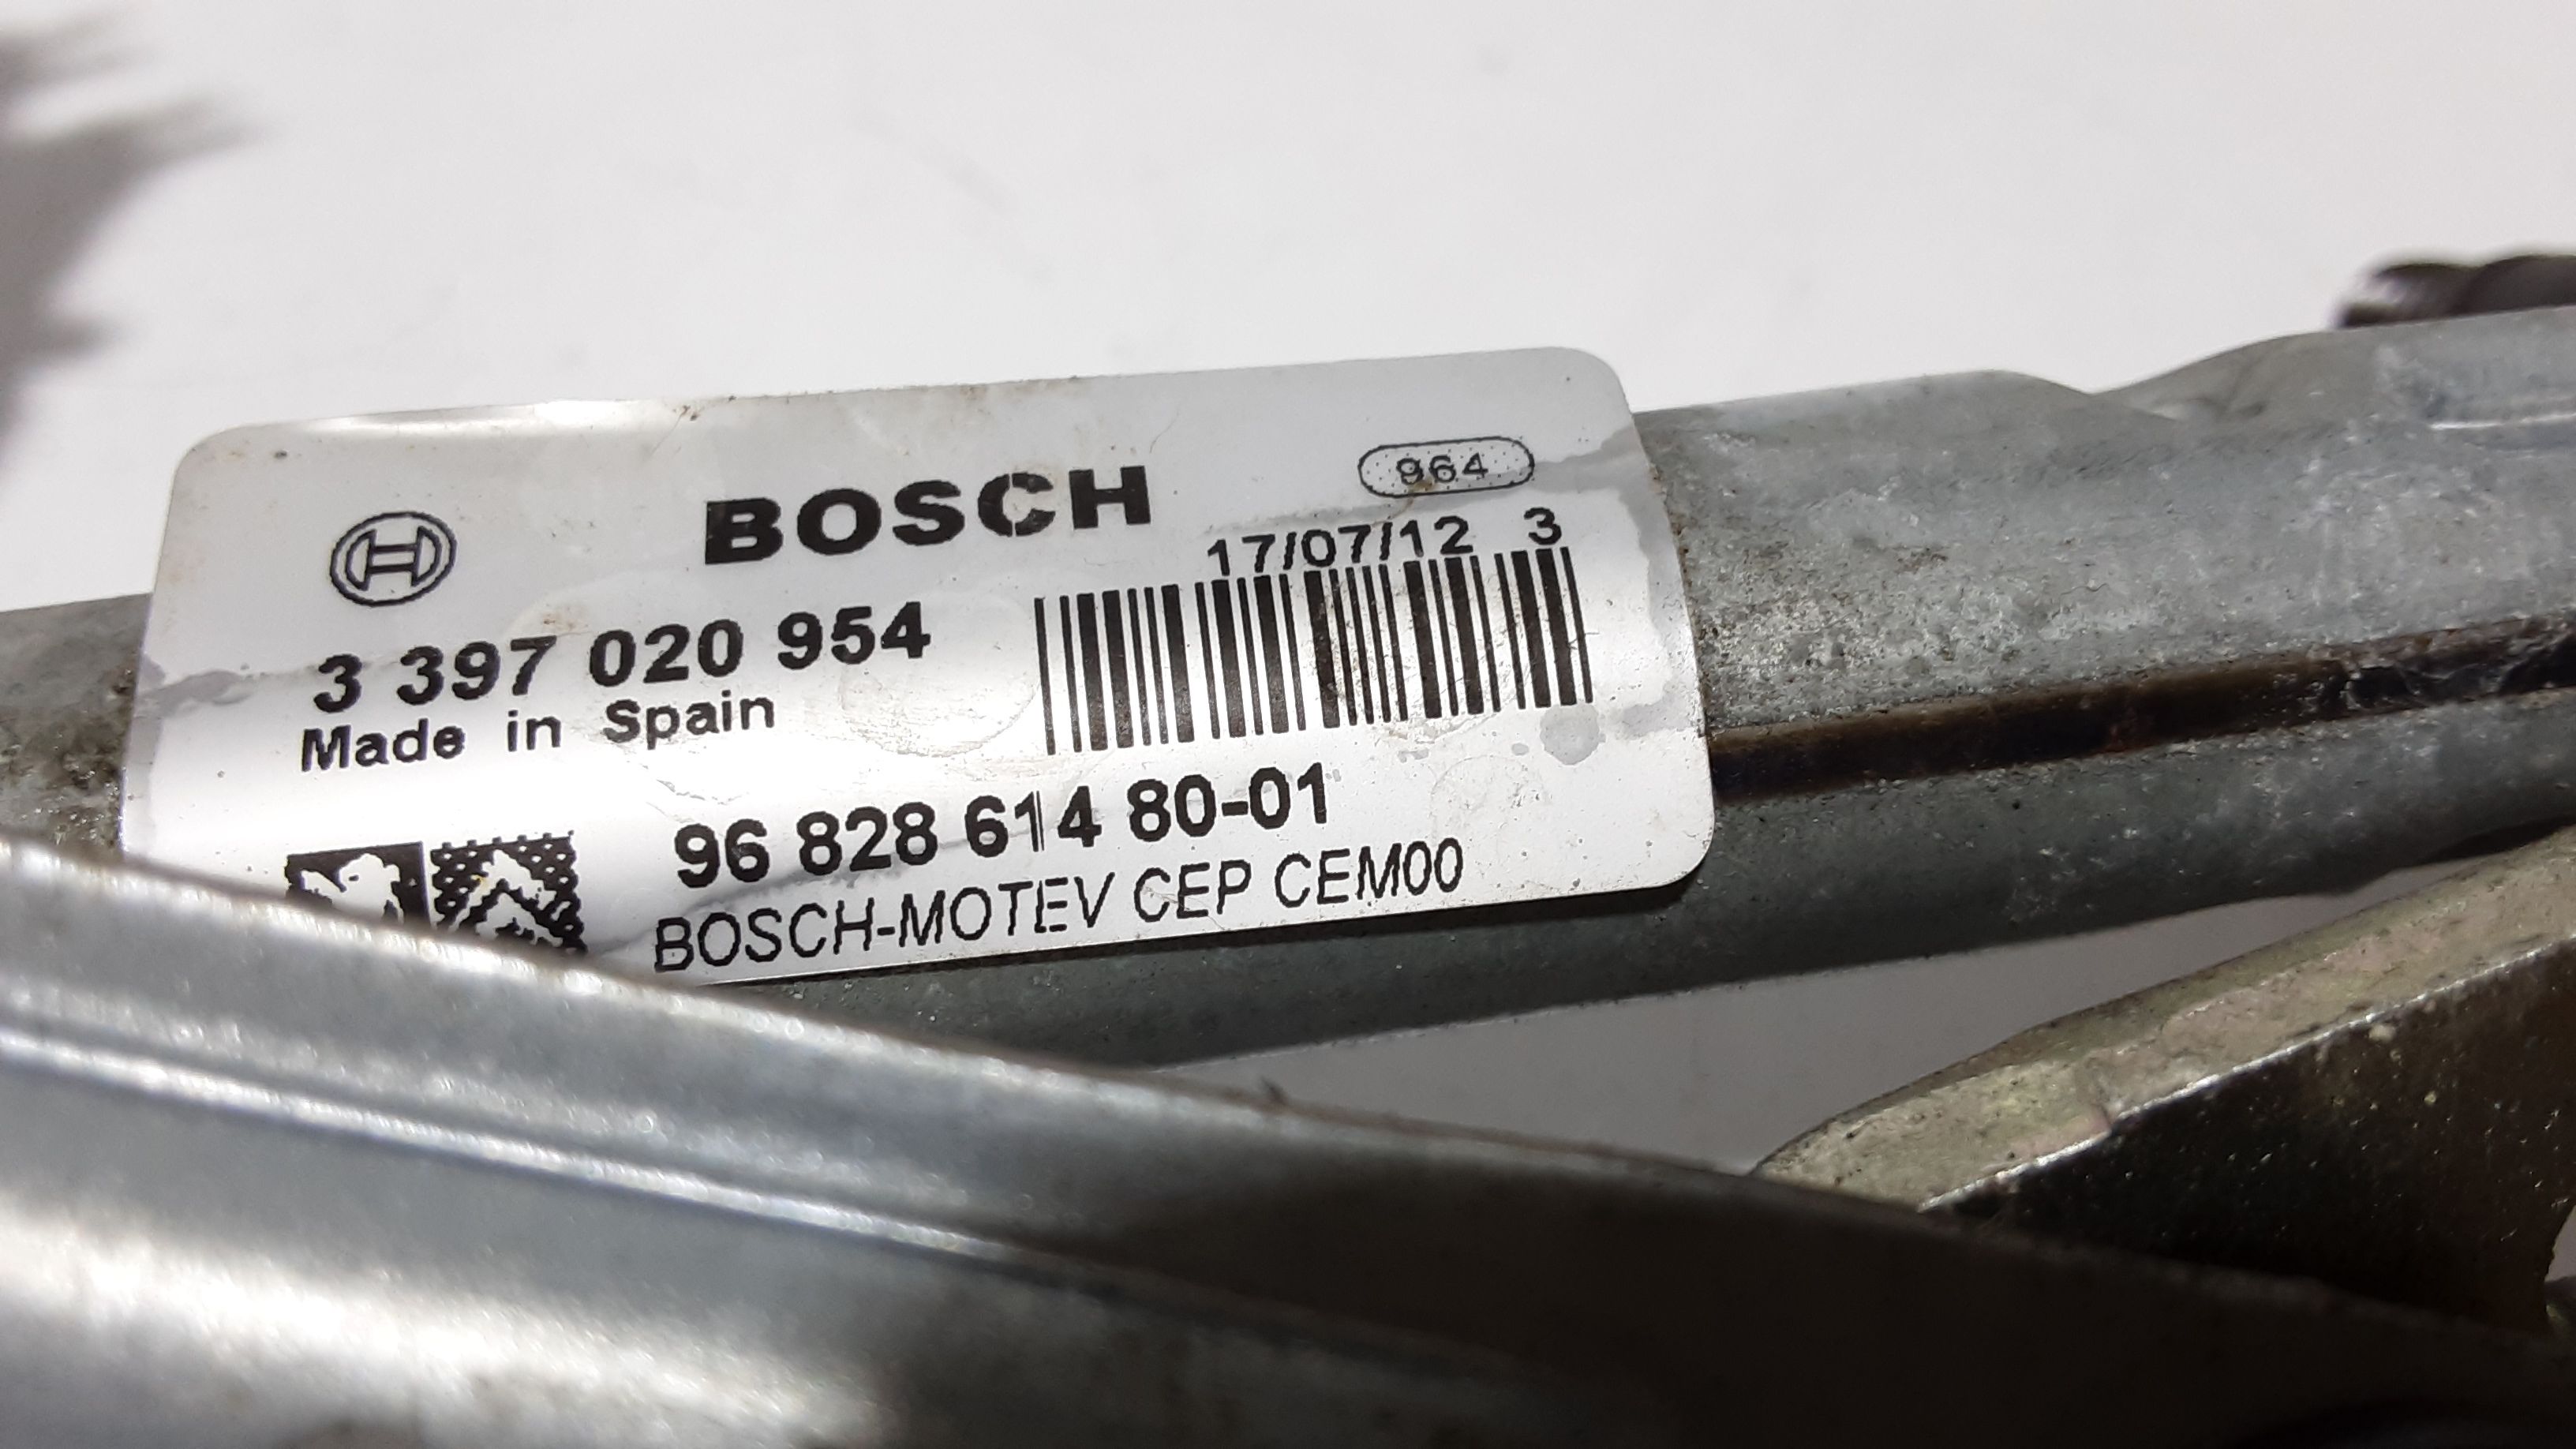 BOSCH
964
17/07/12 3
3 397 020 954
Made in Spain
96 828 614 80-01
BOSCH-MOTEV CEP CEM00